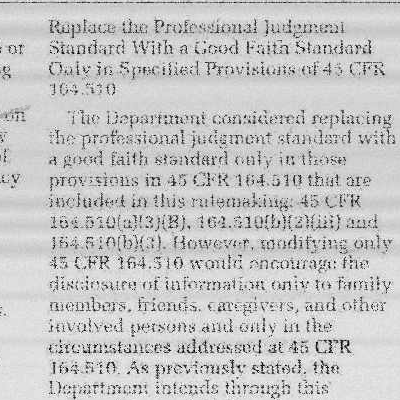 Replace the Professional Judgment
Standard With a Good Faith Standard
Only in Specified Provisions of 45 CFR
164.510
The Department considered replacing
the professional judgment standard with
a good faith standard only in those
provisions in 45 CFR 164.510 that are
included in this rulemaking: 45 CFR
164.510(a)(3)(B), 164.510(b)(2)(iii) and
164.510(b)(3). However, modifying only
45 CFR 164.510 would encourage the
disclosure of information only to family
members, friends, caregivers, and other
involved persons and only in the
circumstances addressed at 45 CFR
164.510. As previously stated, the
Department intends through this
or
on